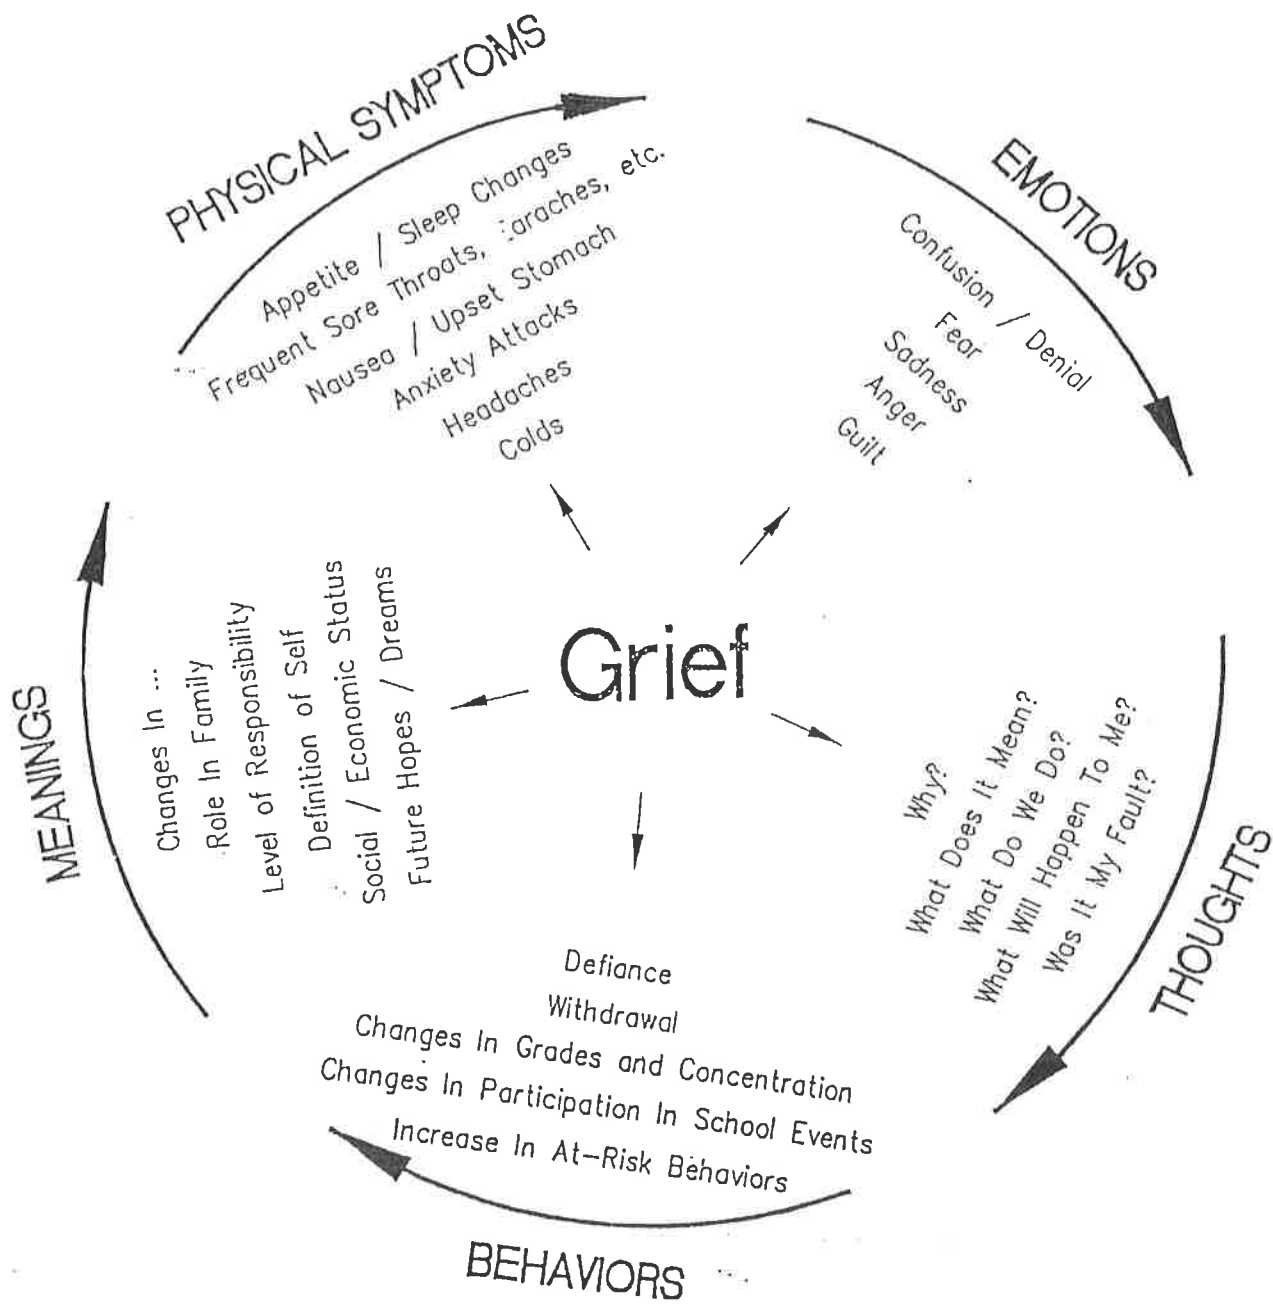 PHYSICAL SYMPTOMS
Appetite / Sleep Changes
Frequent Sore Throats, Earaches, etc.
Nausea / Upset Stomach
Anxiety Attacks
Headaches
Colds
EMOTIONS
Confusion / Denial
Fear
Sadness
Anger
Guilt
Grief
THOUGHTS
Why?
What Does It Mean?
What Do We Do?
What Will Happen To Me?
Was It My Fault?
Defiance
Withdrawal
Changes In Grades and Concentration
Changes In Participation In School Events
Increase In At-Risk Behaviors
BEHAVIORS
MEANINGS
Changes In ...
Role In Family
Level of Responsibility
Definition of Self
Social / Economic Status
Future Hopes / Dreams